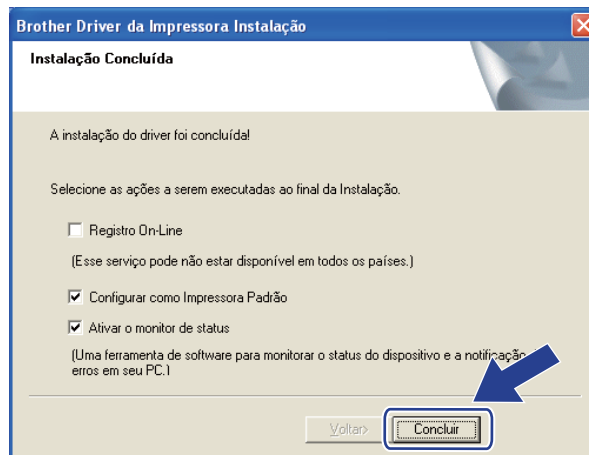 Brother Driver da Impressora Instalação
Instalação Concluída
A instalação do driver foi concluída!
Selecione as ações a serem executadas ao final da Instalação.
Registro On-Line
(Esse serviço pode não estar disponível em todos os países.)
Configurar como Impressora Padrão
Ativar o monitor de status
(Uma ferramenta de software para monitorar o status do dispositivo e a notificação
erros em seu PC.)
Voltar>
Concluir